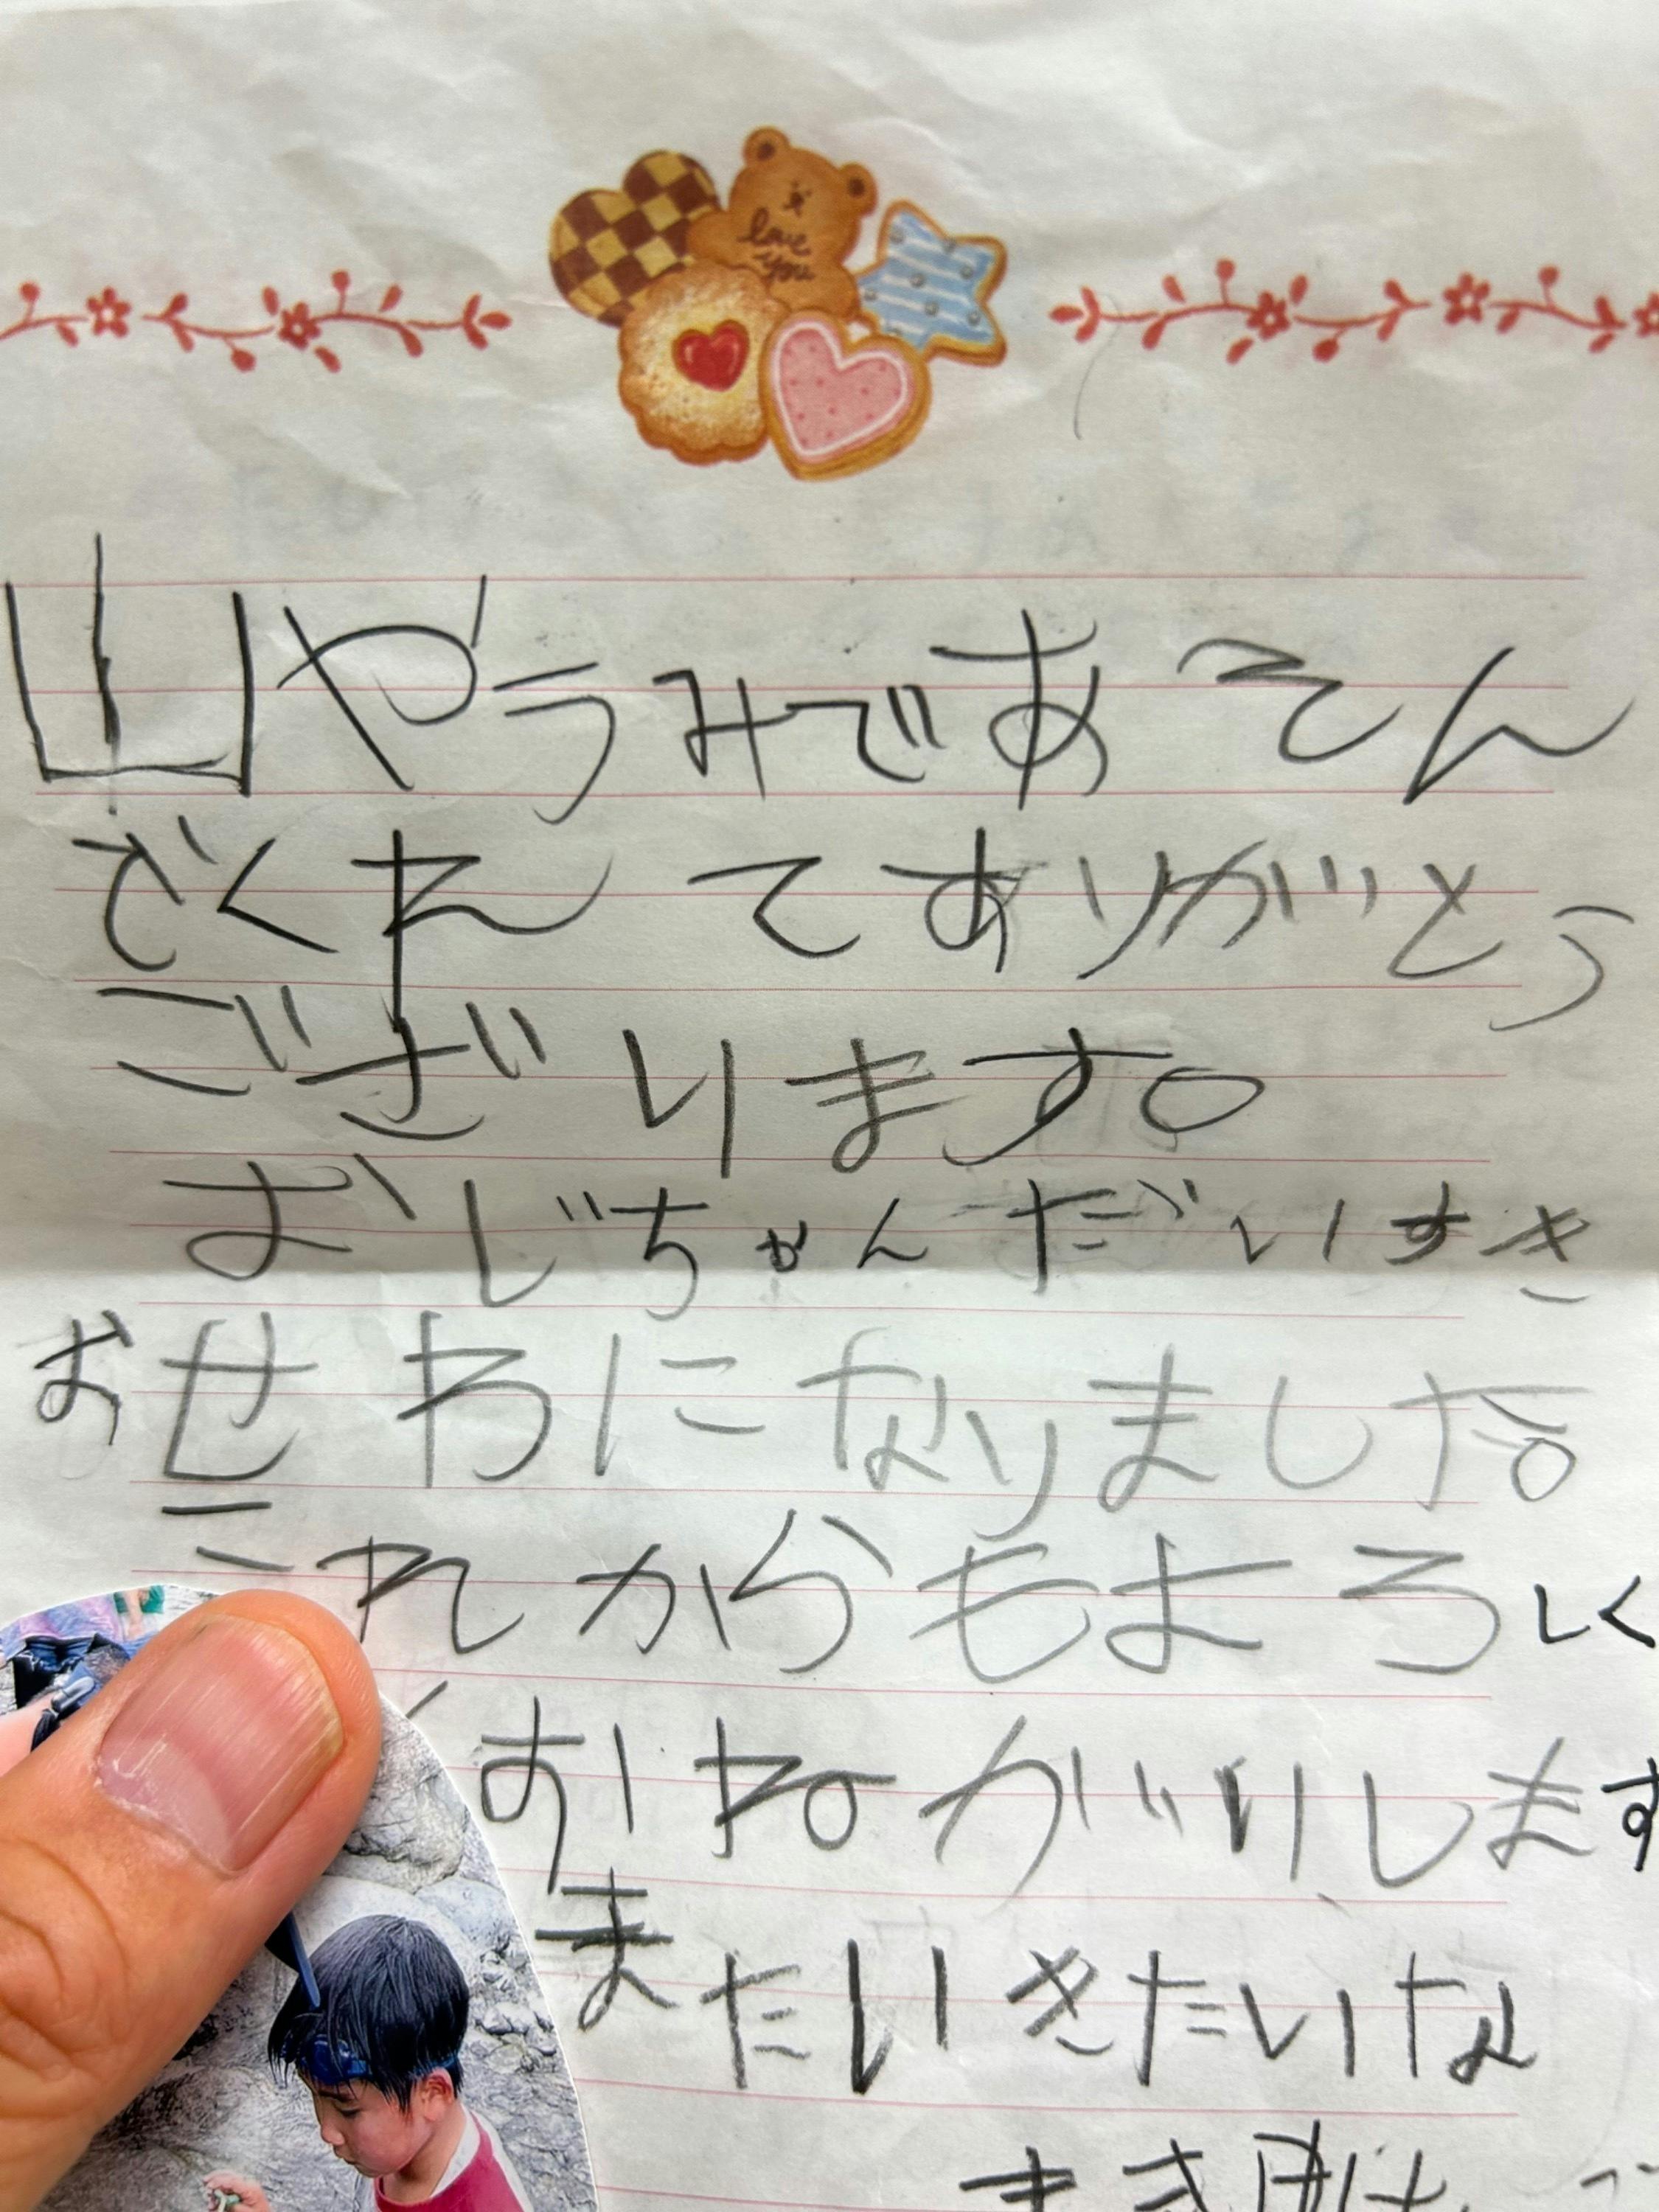 love
you
山やうみであそん
でくれてありがとう
ございます。
おじちゃんだいすき
おせわになりました。
これからもよろしく
おねがいします
またいきたいな